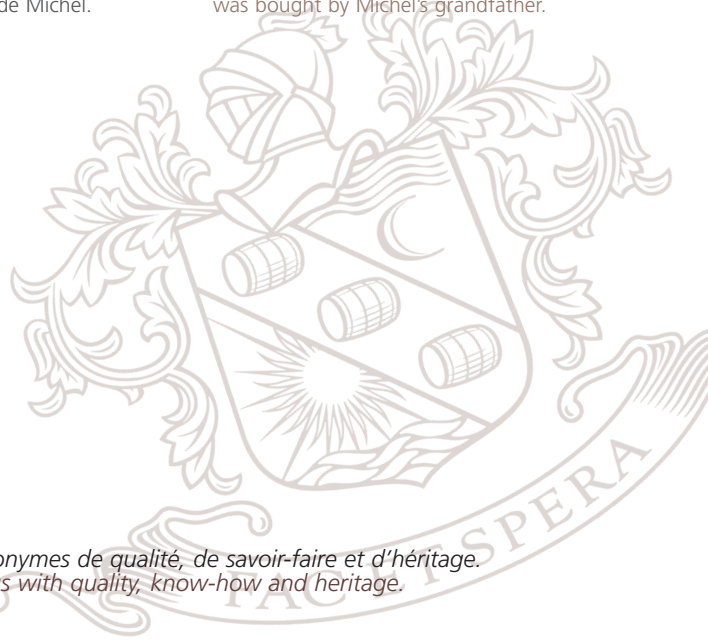 de Michel.
was bought by Michel's grandfather.
onymes de qualité, de savoir-faire et d'héritage.
s with quality, know-how and heritage.
FAC ET SPERA